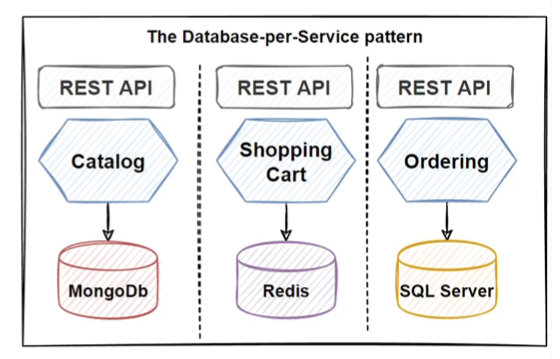 The Database-per-Service pattern
REST API
REST API
REST API
Catalog
Shopping
Cart
Ordering
MongoDb
Redis
SQL Server